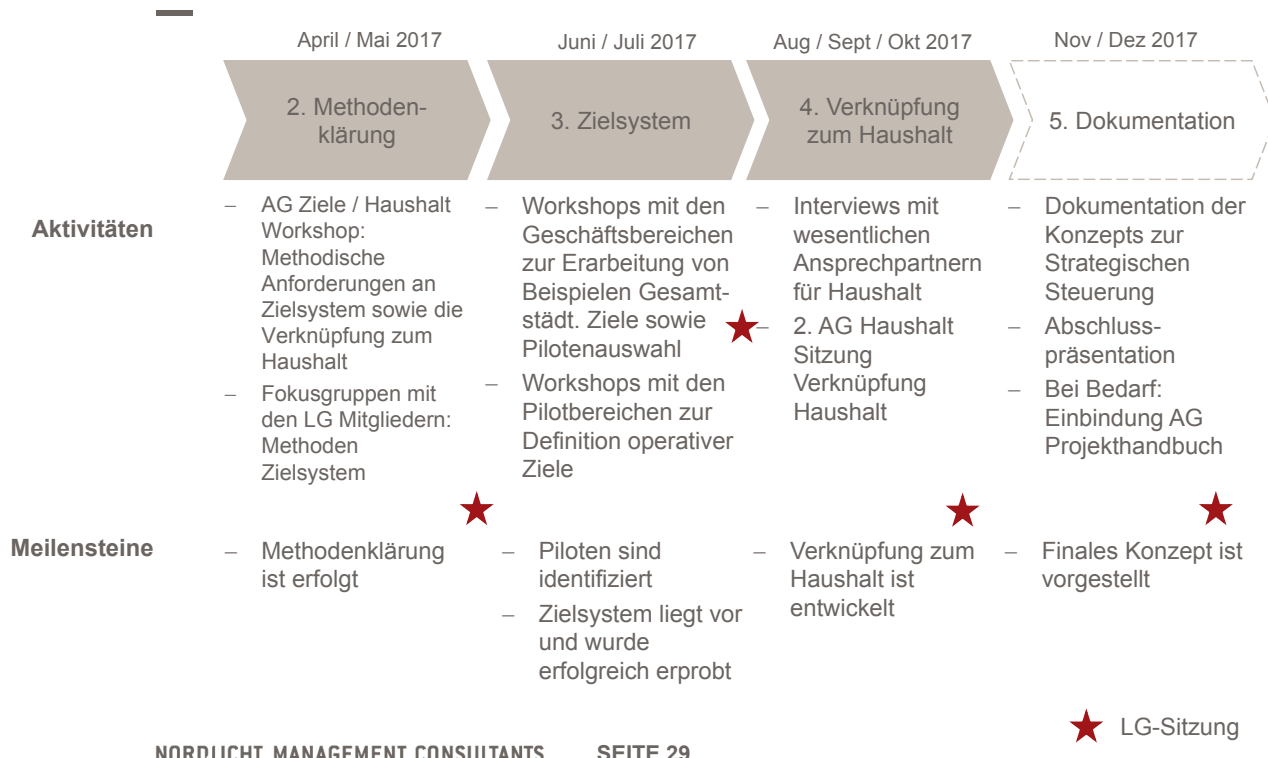 April / Mai 2017
Juni / Juli 2017
Aug / Sept / Okt 2017
Nov / Dez 2017
2. Methoden-
klärung
3. Zielsystem
4. Verknüpfung
zum Haushalt
5. Dokumentation
Aktivitäten
– AG Ziele / Haushalt
Workshop:
Methodische
Anforderungen an
Zielsystem sowie die
Verknüpfung zum
Haushalt
– Fokusgruppen mit
den LG Mitgliedern:
Methoden
Zielsystem
– Workshops mit den
Geschäftsbereichen
zur Erarbeitung von
Beispielen Gesamt-
städt. Ziele sowie
Pilotenauswahl
– Workshops mit den
Pilotbereichen zur
Definition operativer
Ziele
– Interviews mit
wesentlichen
Ansprechpartnern
für Haushalt
– 2. AG Haushalt
Sitzung
Verknüpfung
Haushalt
– Dokumentation der
Konzepts zur
Strategischen
Steuerung
– Abschluss-
präsentation
– Bei Bedarf:
Einbindung AG
Projekthandbuch
Meilensteine
– Methodenklärung
ist erfolgt
– Piloten sind
identifiziert
– Zielsystem liegt vor
und wurde
erfolgreich erprobt
– Verknüpfung zum
Haushalt ist
entwickelt
– Finales Konzept ist
vorgestellt
LG-Sitzung
NORDLICHT MANAGEMENT CONSULTANTS SEITE 29